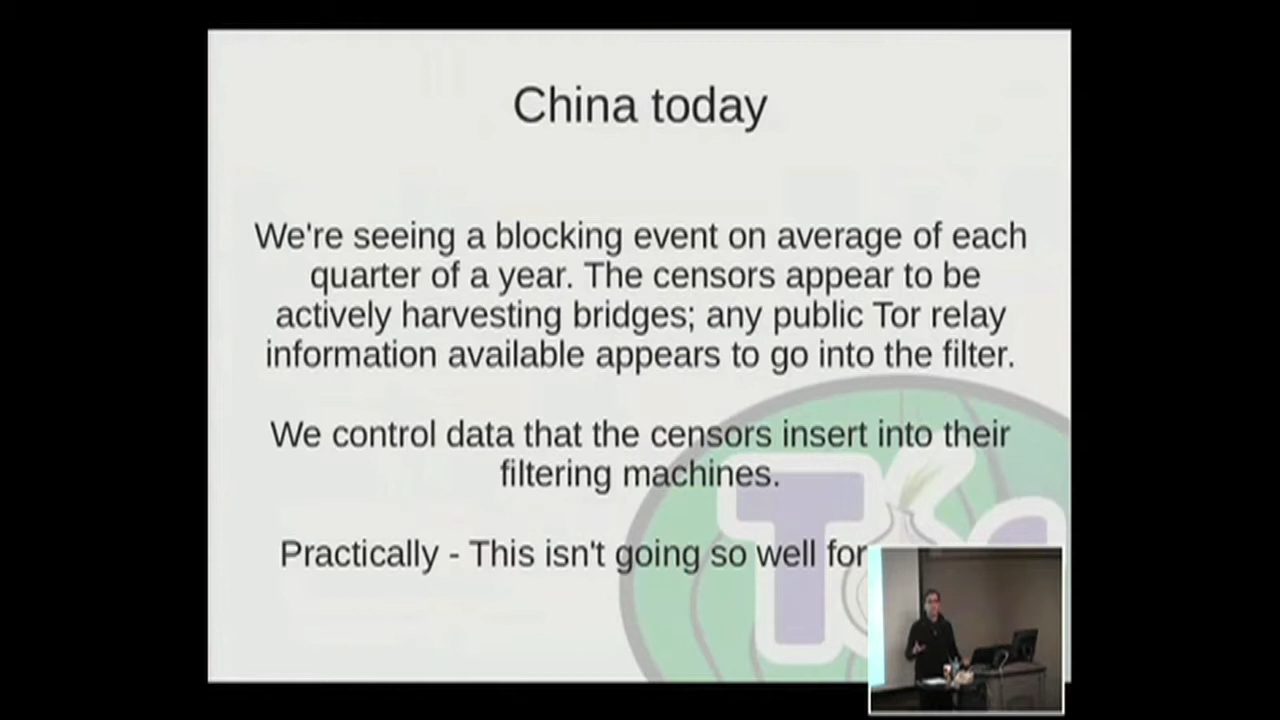 China today
We're seeing a blocking event on average of each
quarter of a year. The censors appear to be
actively harvesting bridges; any public Tor relay
information available appears to go into the filter.
We control data that the censors insert into their
filtering machines.
Practically - This isn't going so well for
T